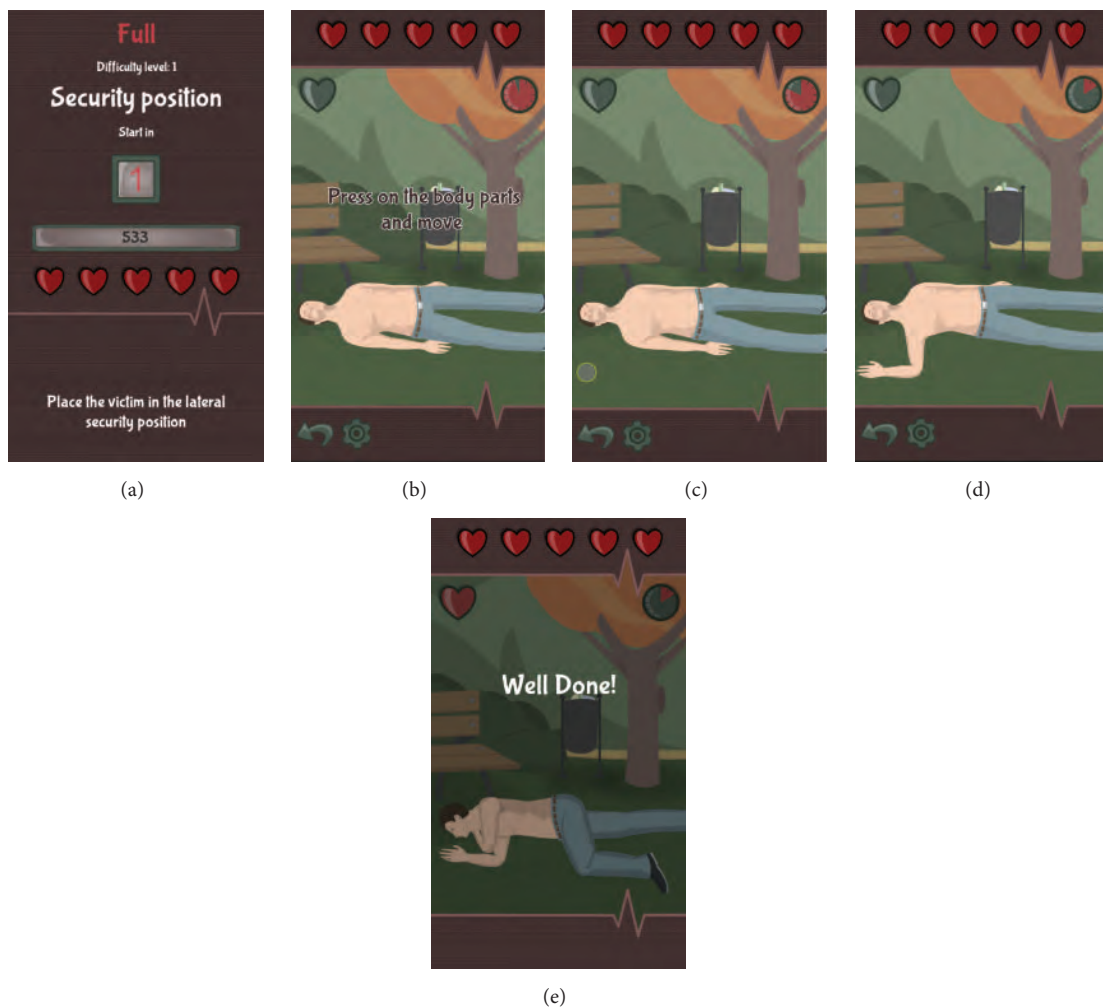 Full
Difficulty level: 1
Security position
Start in
1
533
Place the victim in the lateral
security position
Press on the body parts
and move
(a)
(b)
(c)
(d)
Well Done!
(e)